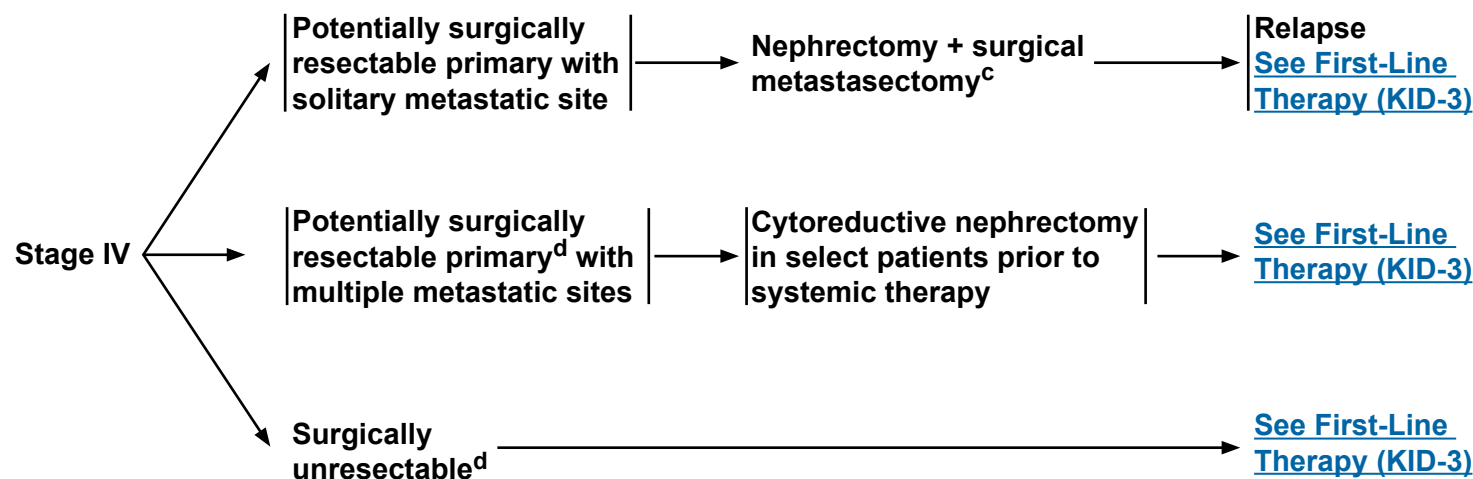 Potentially surgically
resectable primary with
solitary metastatic site
Nephrectomy + surgical
metastasectomyᶜ
Relapse
See First-Line
Therapy (KID-3)
Stage IV
Potentially surgically
resectable primaryᵈ with
multiple metastatic sites
Cytoreductive nephrectomy
in select patients prior to
systemic therapy
See First-Line
Therapy (KID-3)
Surgically
unresectableᵈ
See First-Line
Therapy (KID-3)